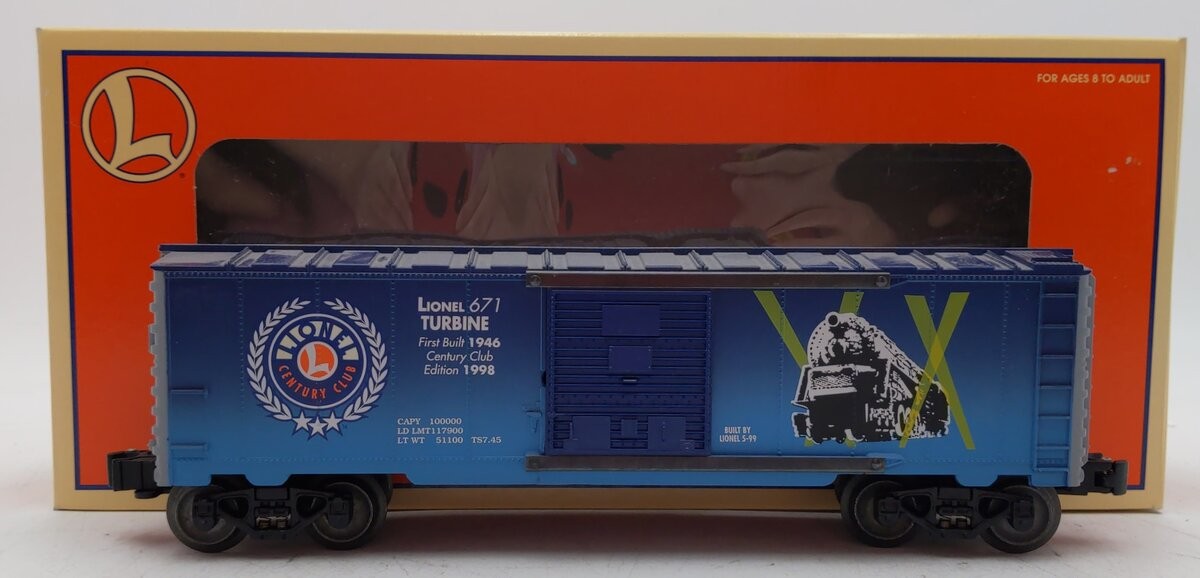 L
FOR AGES 8 TO ADULT
LIONEL
L
CENTURY CLUB
LIONEL 671
TURBINE
First Built 1946
Century Club
Edition 1998
CAPY 100000
LD LMT117900
LT WT 51100 TS7.45
BUILT BY
LIONEL 5-99